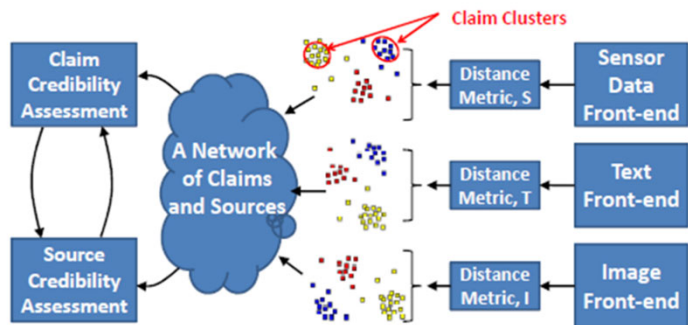 Claim Clusters
Claim
Credibility
Assessment
Distance
Metric, S
Sensor
Data
Front-end
A Network
of Claims
and Sources
Distance
Metric, T
Text
Front-end
Source
Credibility
Assessment
Distance
Metric, I
Image
Front-end